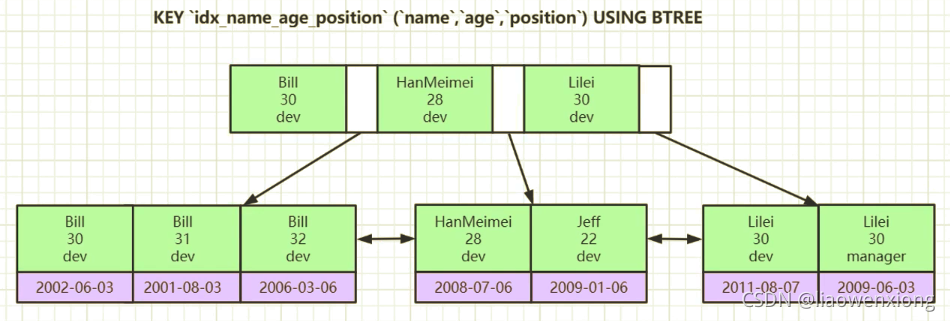 KEY `idx_name_age_position` (`name`,`age`,`position`) USING BTREE
Bill
30
dev
HanMeimei
28
dev
Lilei
30
dev
Bill
30
dev
2002-06-03
Bill
31
dev
2001-08-03
Bill
32
dev
2006-03-06
HanMeimei
28
dev
2008-07-06
Jeff
22
dev
2009-01-06
Lilei
30
dev
2011-08-07
Lilei
30
manager
2009-06-03
CSDN @liaowenxiong